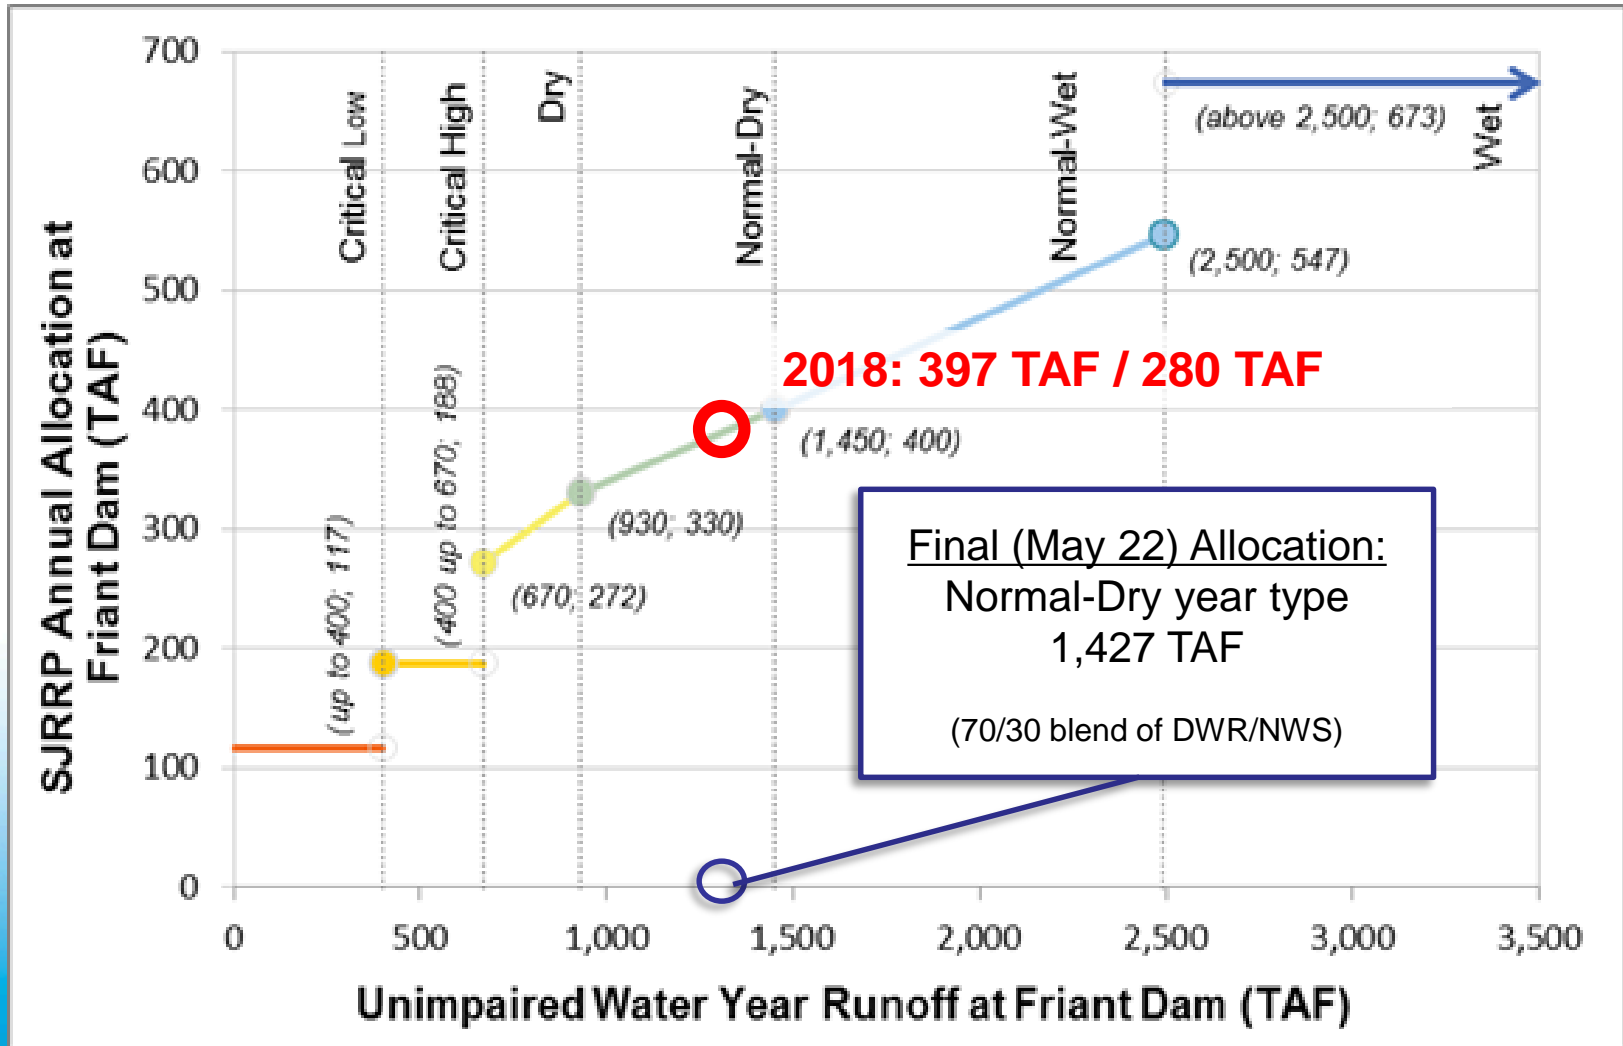 SJRRP Annual Allocation at
Friant Dam (TAF)
700
600
500
400
300
200
100
0
Critical Low
Critical High
Dry
Normal-Dry
Normal-Wet
Wet
(above 2,500; 673)
(2,500; 547)
2018: 397 TAF / 280 TAF
(1,450; 400)
(930; 330)
(670; 272)
(400 up to 670; 188)
(up to 400; 117)
Final (May 22) Allocation:
Normal-Dry year type
1,427 TAF
(70/30 blend of DWR/NWS)
0
500
1,000
1,500
2,000
2,500
3,000
3,500
Unimpaired Water Year Runoff at Friant Dam (TAF)